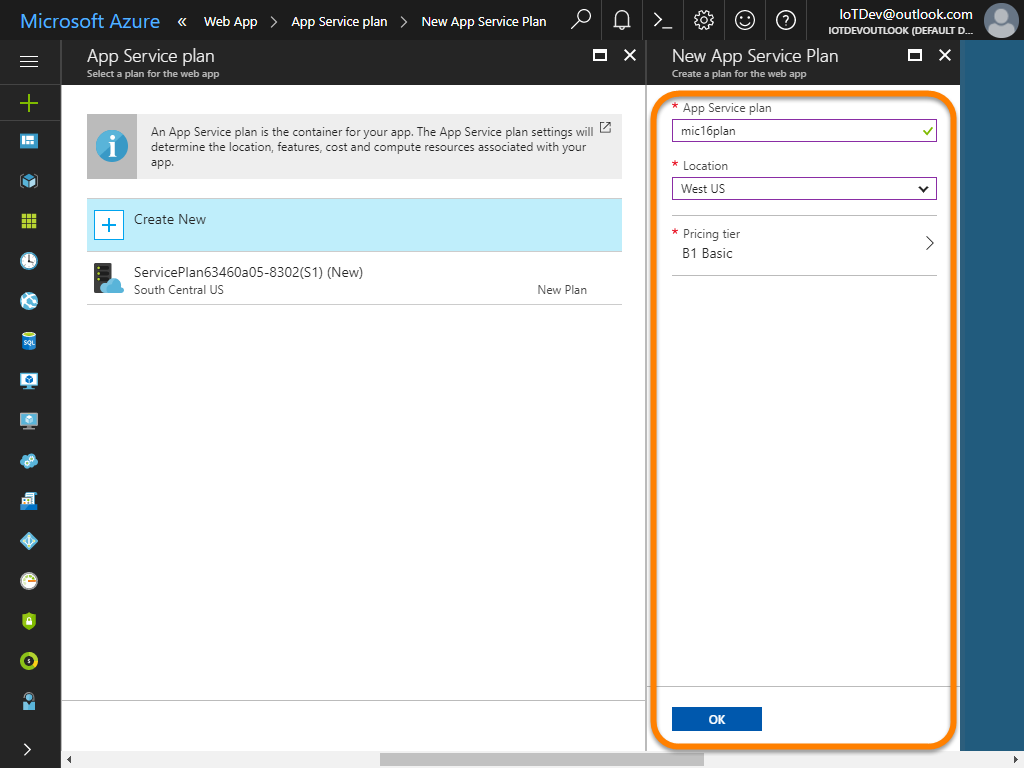 Microsoft Azure « Web App > App Service plan > New App Service Plan
IoTDev@outlook.com
IOTDEVOUTLOOK (DEFAULT D...
App Service plan
Select a plan for the web app
An App Service plan is the container for your app. The App Service plan settings will
determine the location, features, cost and compute resources associated with your
app.
Create New
ServicePlan63460a05-8302(S1) (New)
South Central US New Plan
New App Service Plan
Create a plan for the web app
* App Service plan
mic16plan
* Location
West US
* Pricing tier
B1 Basic
OK
SQL